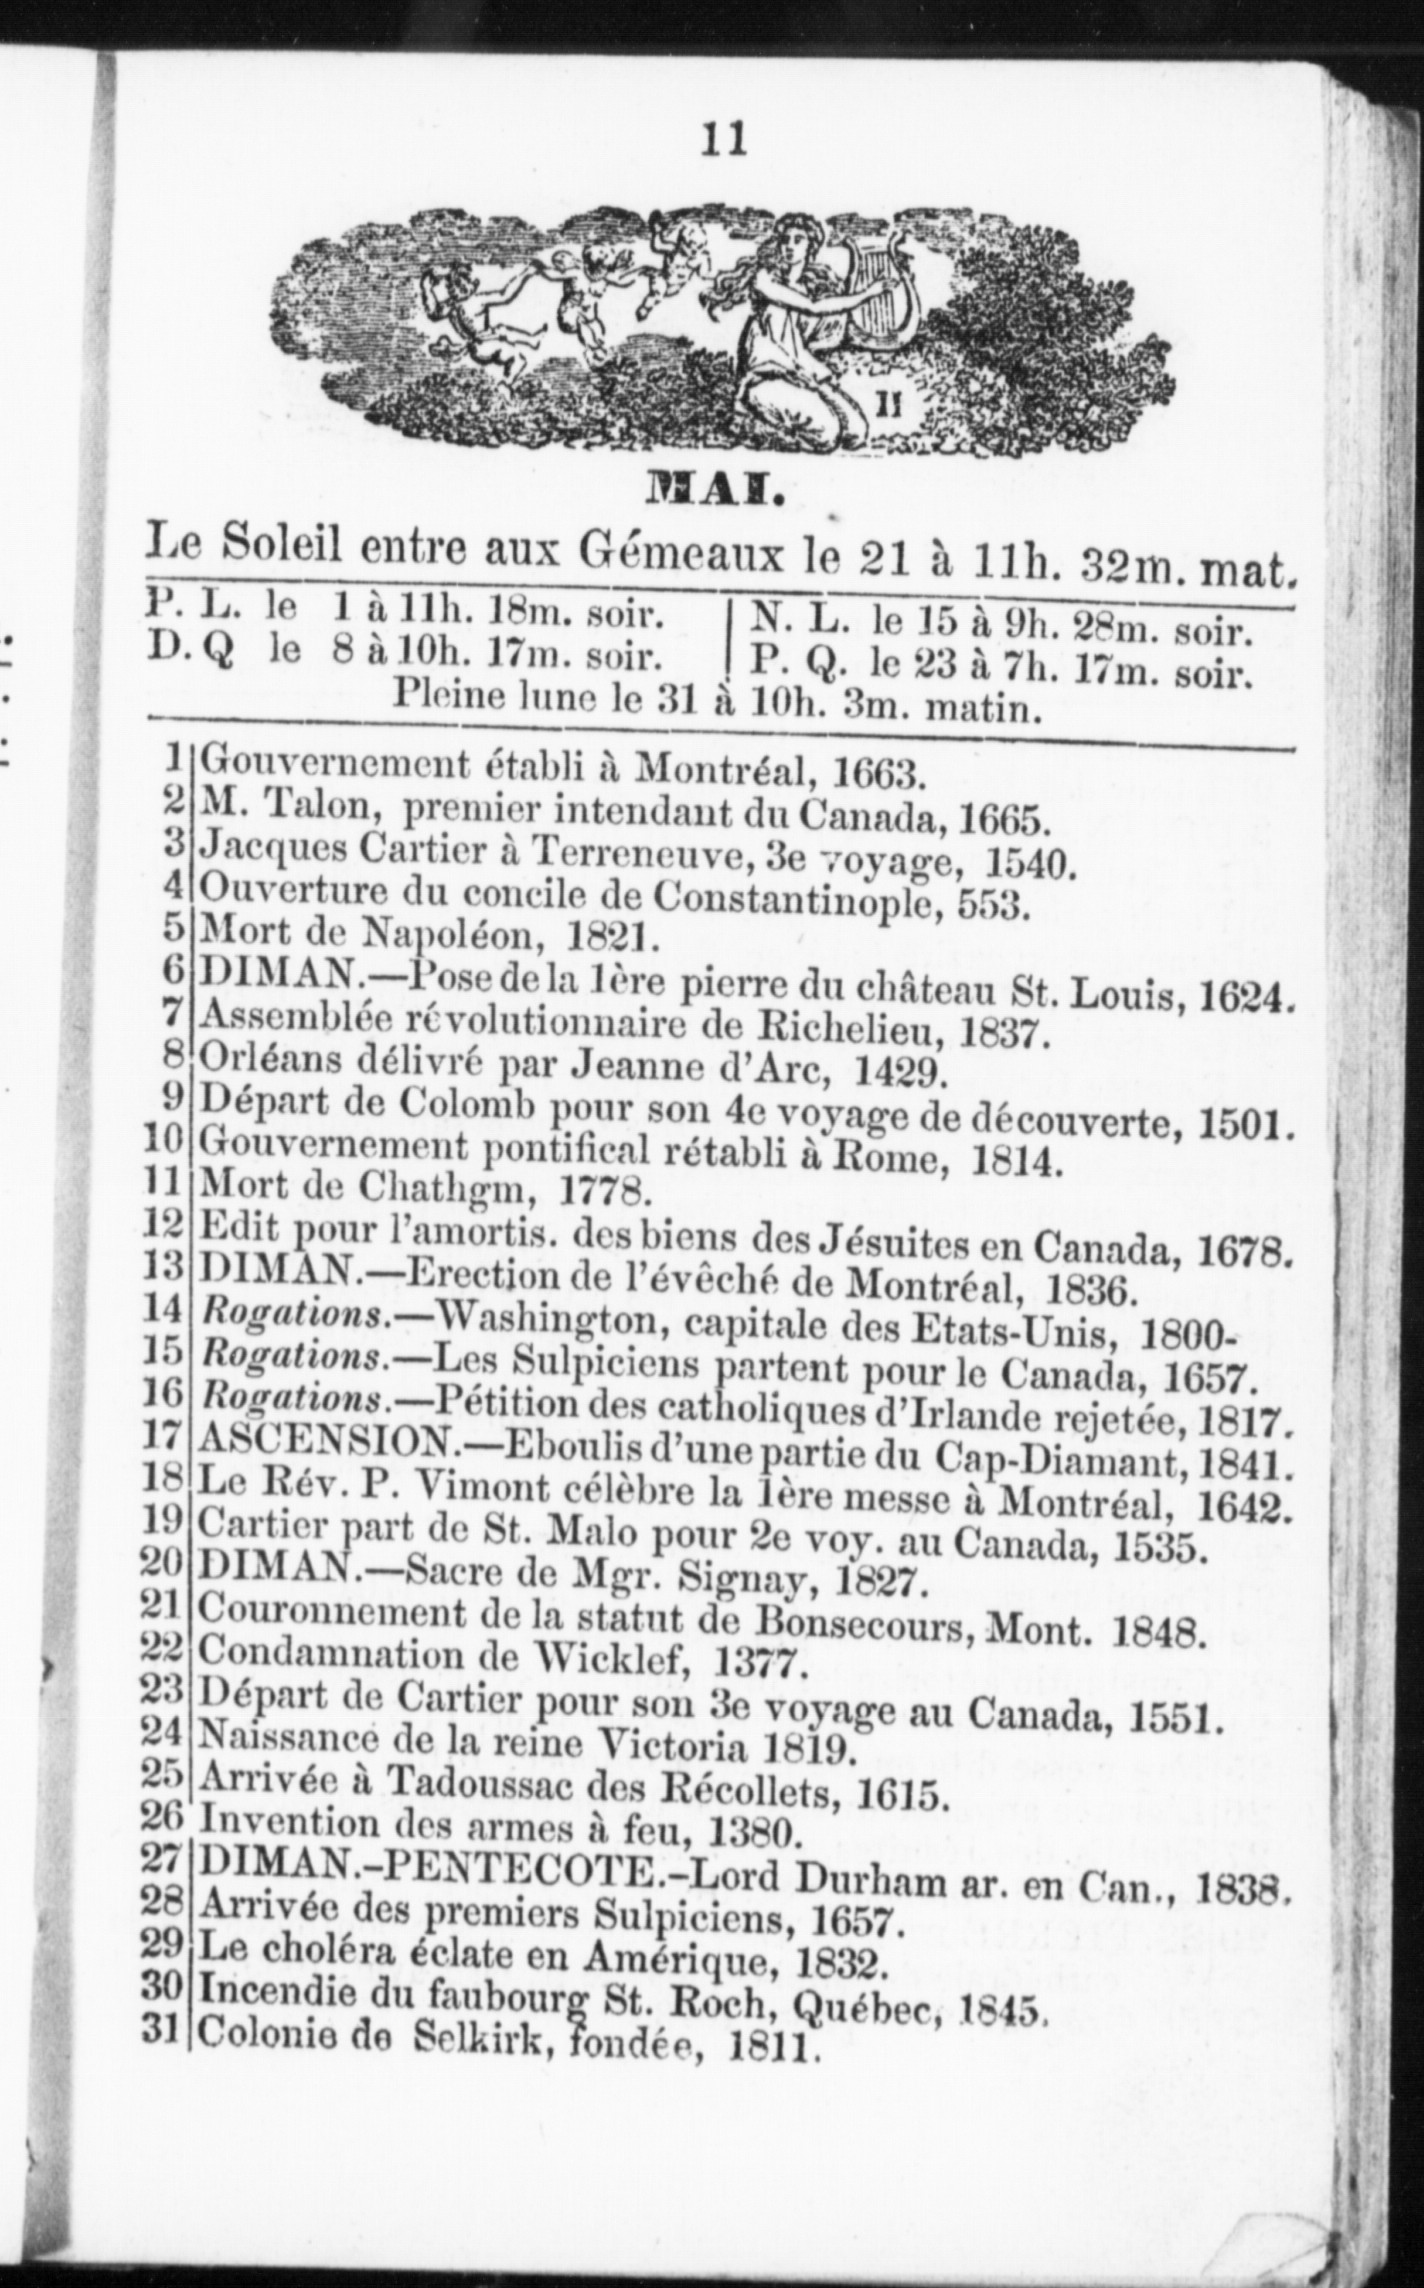 11
II
MAI.
Le Soleil entre aux Gémeaux le 21 à 11h. 32m. mat.
P. L. le 1 à 11h. 18m. soir. | N. L. le 15 à 9h. 28m. soir.
D. Q le 8 à 10h. 17m. soir. | P. Q. le 23 à 7h. 17m. soir.
Pleine lune le 31 à 10h. 3m. matin.
1 Gouvernement établi à Montréal, 1663.
2 M. Talon, premier intendant du Canada, 1665.
3 Jacques Cartier à Terreneuve, 3e voyage, 1540.
4 Ouverture du concile de Constantinople, 553.
5 Mort de Napoléon, 1821.
6 DIMAN.—Pose de la 1ère pierre du château St. Louis, 1624.
7 Assemblée révolutionnaire de Richelieu, 1837.
8 Orléans délivré par Jeanne d'Arc, 1429.
9 Départ de Colomb pour son 4e voyage de découverte, 1501.
10 Gouvernement pontifical rétabli à Rome, 1814.
11 Mort de Chathgm, 1778.
12 Edit pour l'amortis. des biens des Jésuites en Canada, 1678.
13 DIMAN.—Erection de l'évêché de Montréal, 1836.
14 Rogations.—Washington, capitale des Etats-Unis, 1800-
15 Rogations.—Les Sulpiciens partent pour le Canada, 1657.
16 Rogations.—Pétition des catholiques d'Irlande rejetée, 1817.
17 ASCENSION.—Eboulis d'une partie du Cap-Diamant, 1841.
18 Le Rév. P. Vimont célèbre la 1ère messe à Montréal, 1642.
19 Cartier part de St. Malo pour 2e voy. au Canada, 1535.
20 DIMAN.—Sacre de Mgr. Signay, 1827.
21 Couronnement de la statut de Bonsecours, Mont. 1848.
22 Condamnation de Wicklef, 1377.
23 Départ de Cartier pour son 3e voyage au Canada, 1551.
24 Naissance de la reine Victoria 1819.
25 Arrivée à Tadoussac des Récollets, 1615.
26 Invention des armes à feu, 1380.
27 DIMAN.-PENTECOTE.-Lord Durham ar. en Can., 1838.
28 Arrivée des premiers Sulpiciens, 1657.
29 Le choléra éclate en Amérique, 1832.
30 Incendie du faubourg St. Roch, Québec, 1845.
31 Colonie de Selkirk, fondée, 1811.